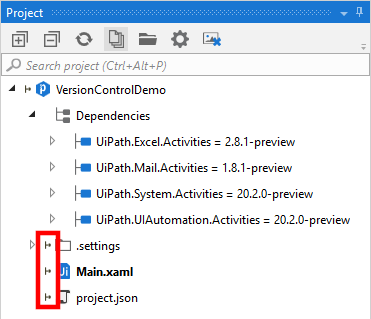 Project
Search project (Ctrl+Alt+P)
VersionControlDemo
Dependencies
UiPath.Excel.Activities = 2.8.1-preview
UiPath.Mail.Activities = 1.8.1-preview
UiPath.System.Activities = 20.2.0-preview
UiPath.UIAutomation.Activities = 20.2.0-preview
.settings
Ui Main.xaml
project.json